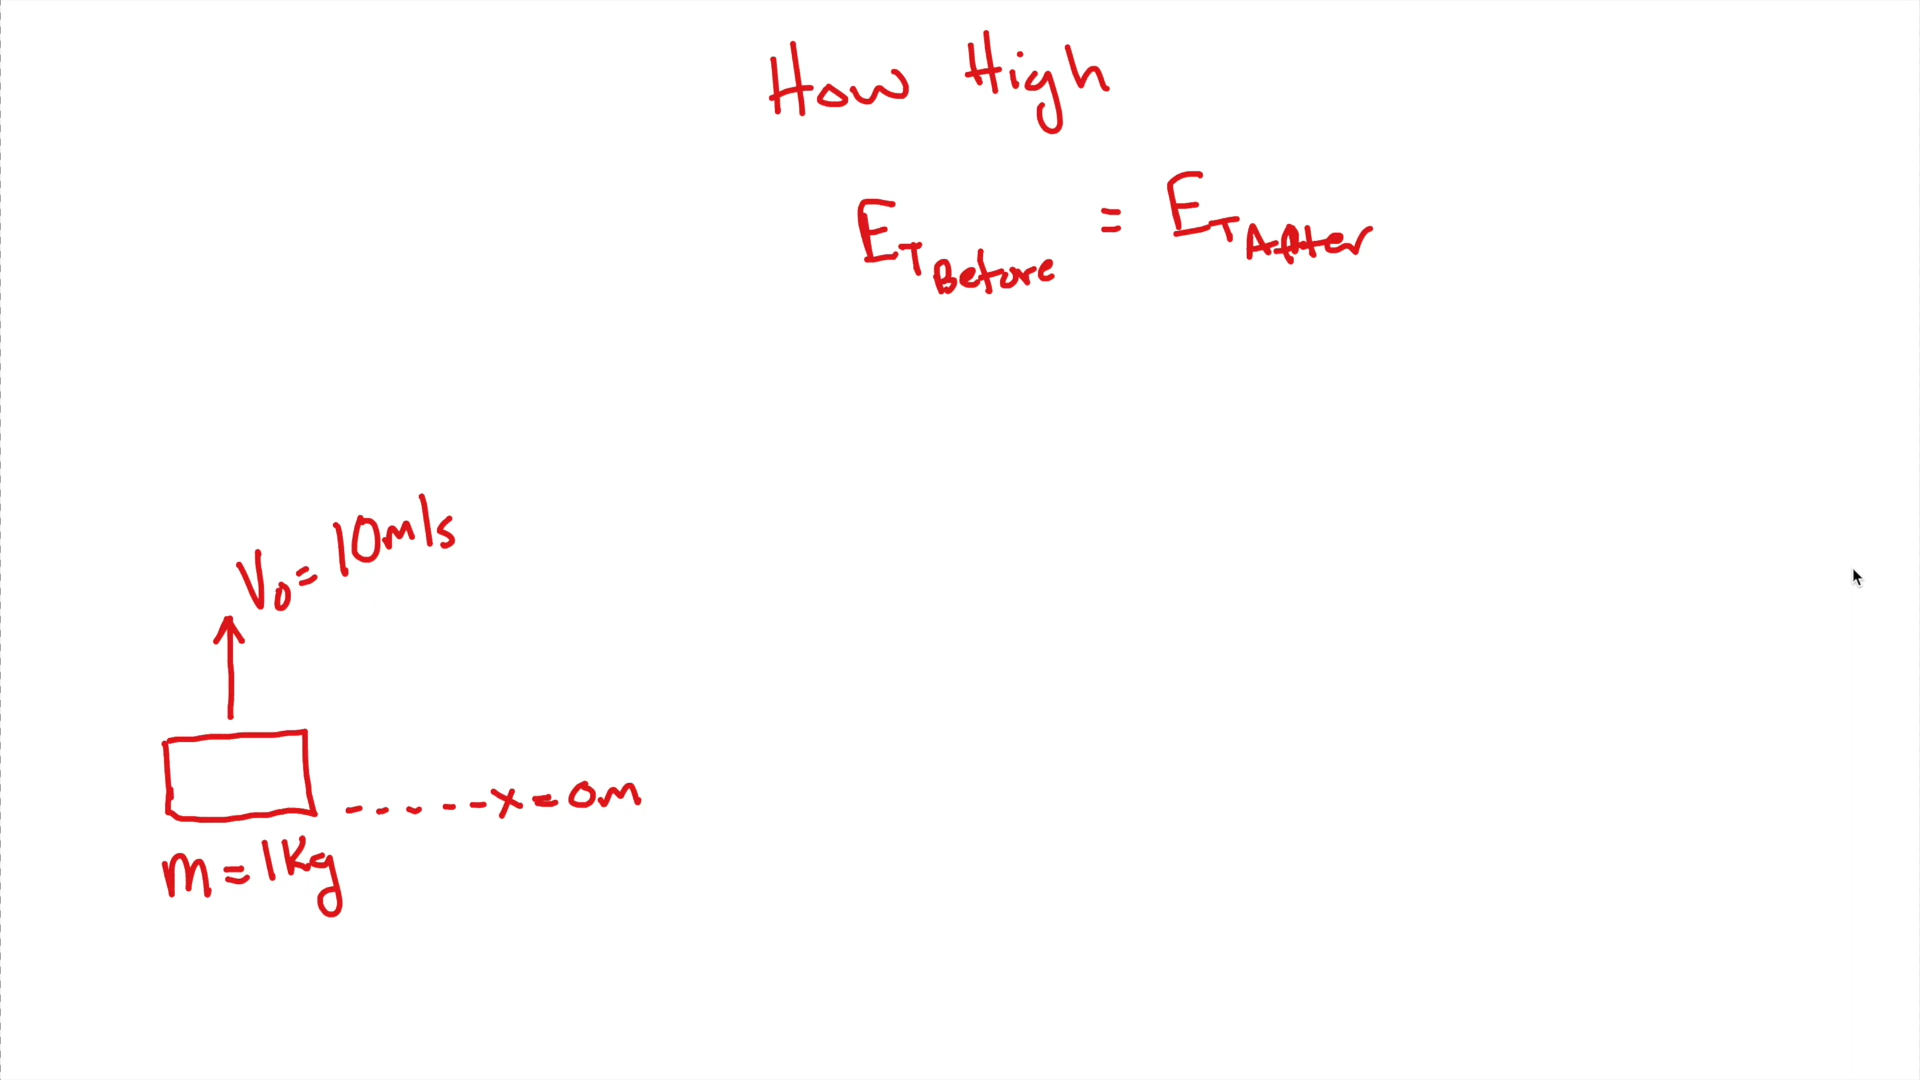 How High
E_T Before = E_T After
V₀ = 10m/s
x = 0m
m = 1kg